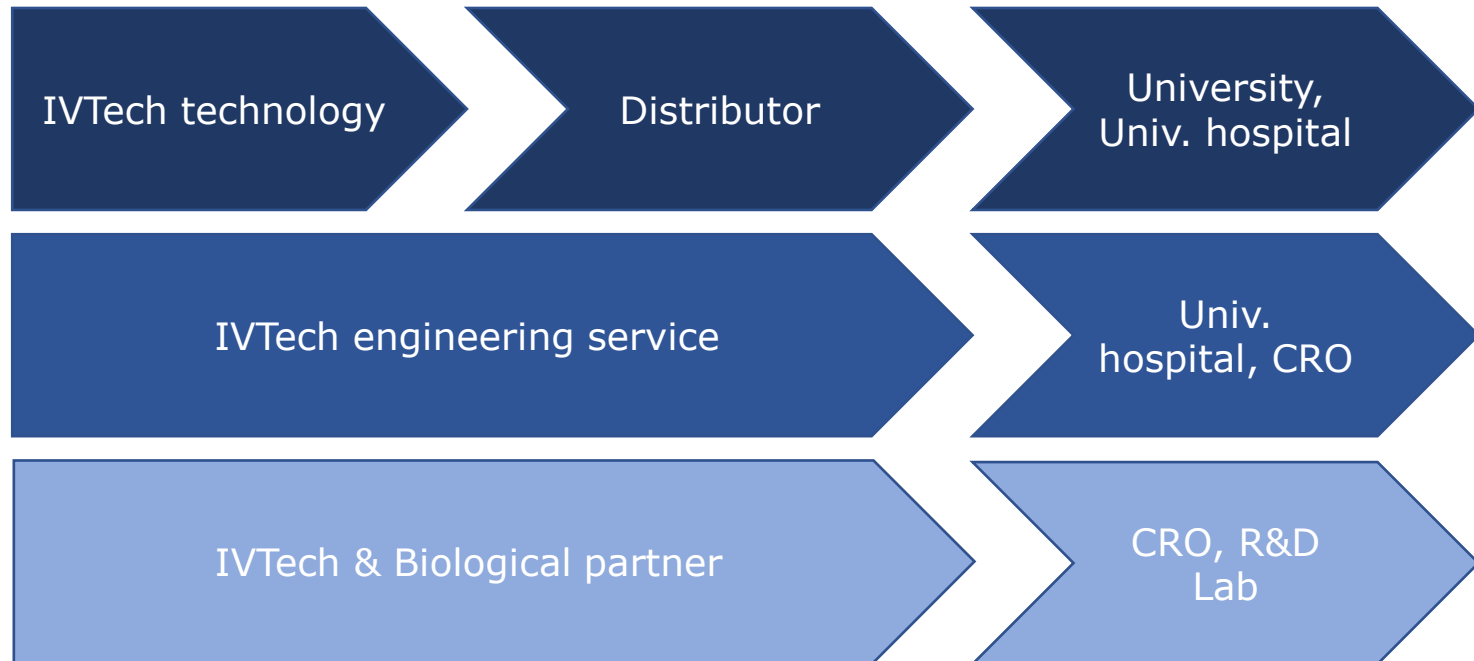 IVTech technology
Distributor
University,
Univ. hospital
IVTech engineering service
Univ.
hospital, CRO
IVTech & Biological partner
CRO, R&D
Lab